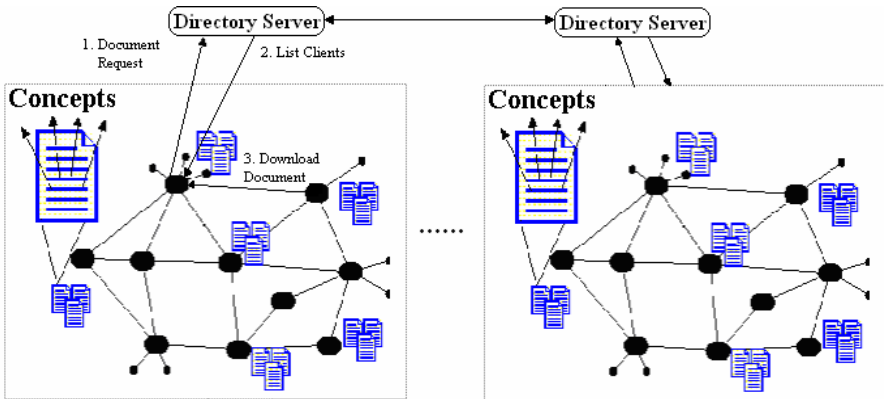 Directory Server
Directory Server
1. Document
Request
2. List Clients
Concepts
Concepts
3. Download
Document
......